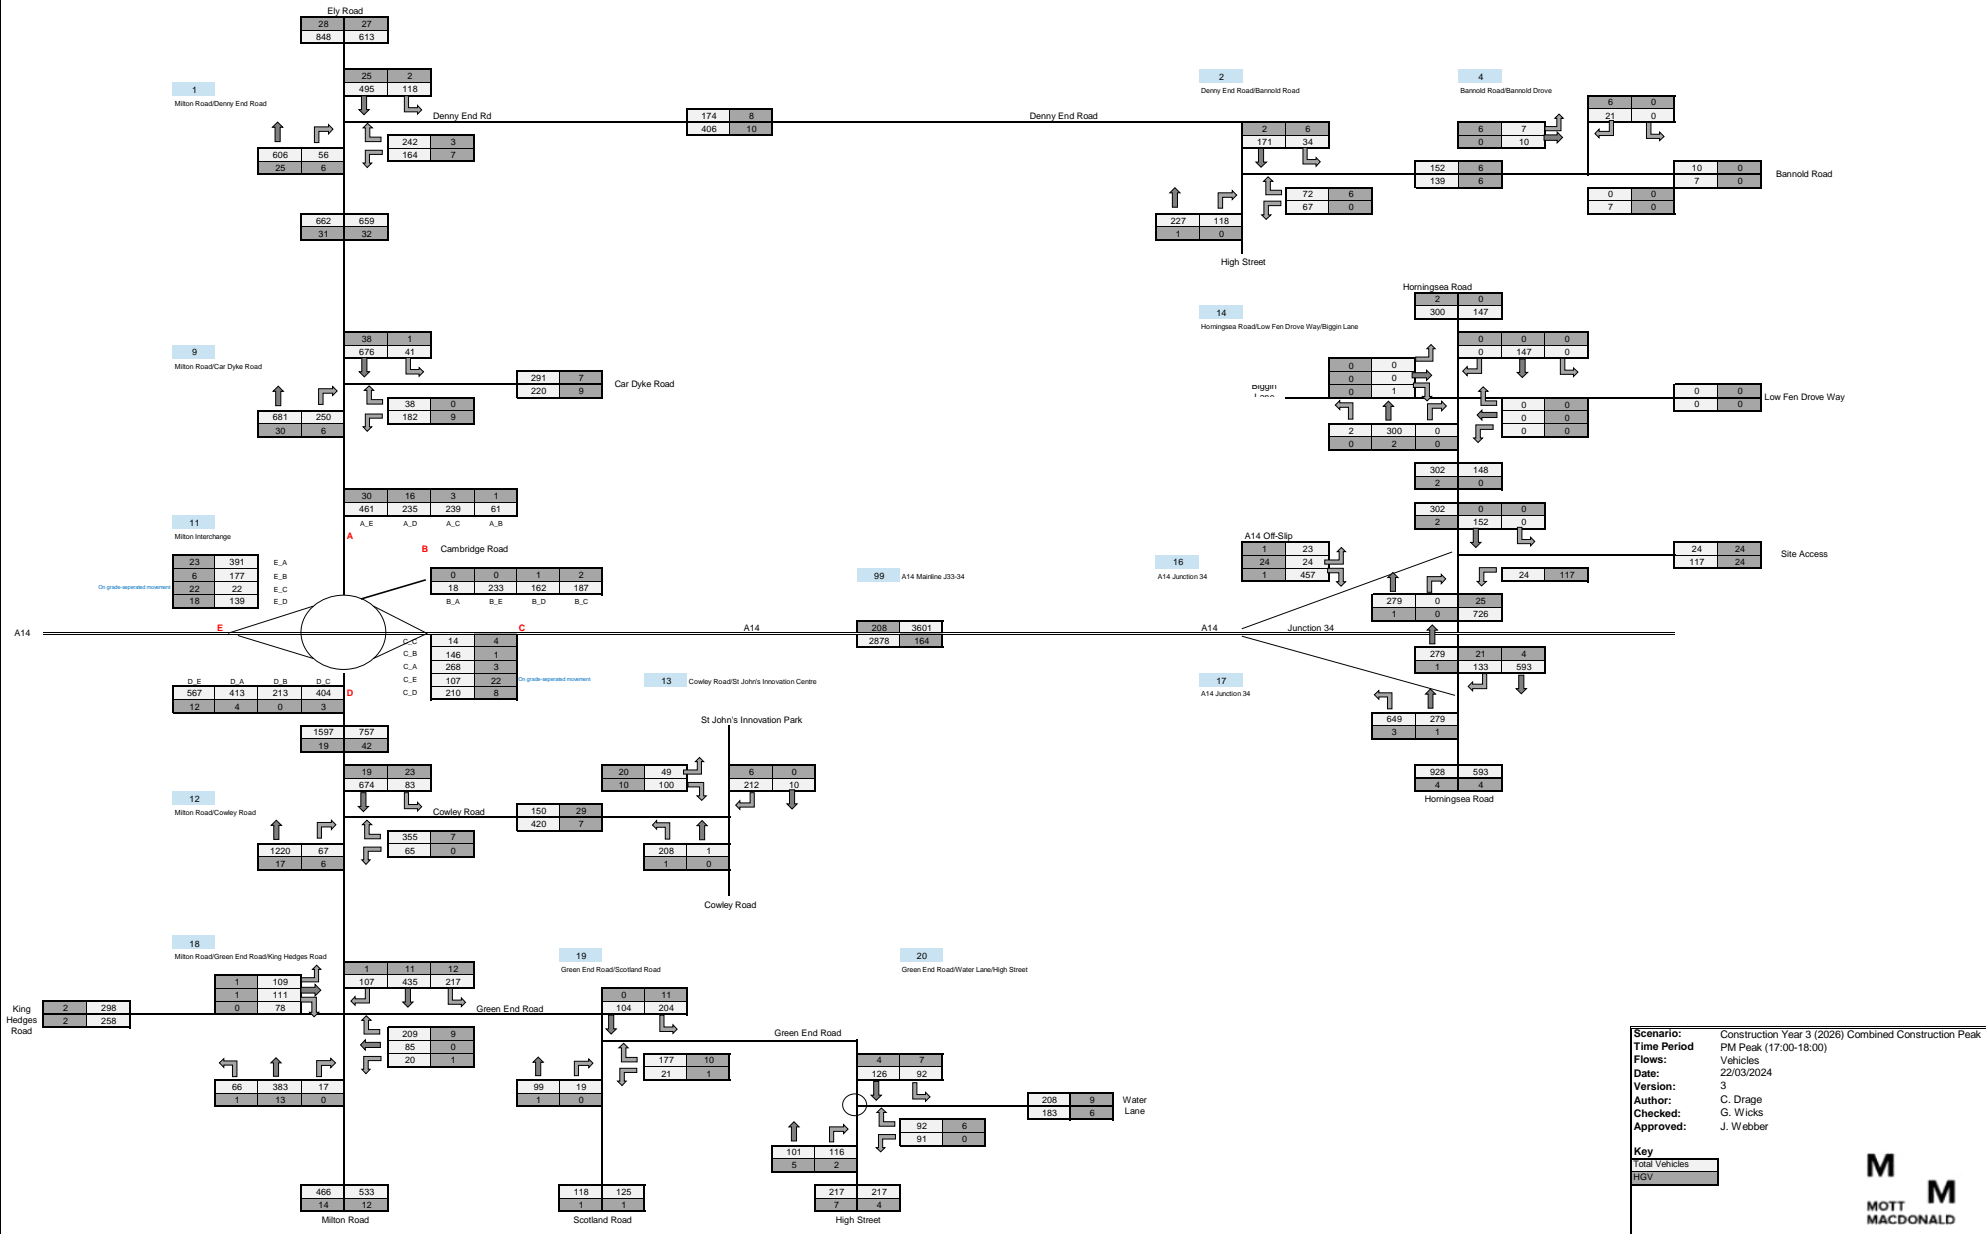 Ely Road
28 27
848 613
25 2
495 118
1
Milton Road/Denny End Road
Denny End Rd
606 56
25 6
242 3
164 7
174 8
406 10
Denny End Road
2
Denny End Road/Bannold Road
2 6
171 34
72 6
67 0
227 118
1 0
High Street
4
Bannold Road/Bannold Drove
6 7
0 10
6 0
21 0
152 6
139 6
10 0
7 0
Bannold Road
0 0
7 0
662 659
31 32
9
Milton Road/Car Dyke Road
38 1
676 41
291 7
220 9
Car Dyke Road
681 250
30 6
38 0
182 9
14
Horningsea Road/Low Fen Drove Way/Biggin Lane
Horningsea Road
2 0
300 147
0 0 0
0 147 0
0 0
0 0
0 1
Biggin
0 0
0 0
Low Fen Drove Way
0 0
0 0
0 0
2 300 0
0 2 0
302 148
2 0
11
Milton Interchange
30 16 3 1
461 235 239 61
A_E A_D A_C A_B
A
B Cambridge Road
0 0 1 2
18 233 162 187
B_A B_E B_D B_C
23 391 E_A
6 177 E_B
On grade-seperated movement 22 22 E_C
18 139 E_D
E
C
A14
A14
C_C 14 4
C_B 146 1
C_A 268 3
C_E 107 22 On grade-seperated movement
C_D 210 8
D_E D_A D_B D_C
567 413 213 404
12 4 0 3
D
99 A14 Mainline J33-34
208 3601
2878 164
16
A14 Junction 34
A14 Off-Slip
1 23
24 24
1 457
302 0 0
2 152 0
24 24
117 24
Site Access
24 117
279 0 25
1 0 726
A14 Junction 34
279 21 4
1 133 593
17
A14 Junction 34
649 279
3 1
928 593
4 4
Horningsea Road
1597 757
19 42
12
Milton Road/Cowley Road
19 23
674 83
Cowley Road
150 29
420 7
355 7
65 0
1220 67
17 6
13 Cowley Road/St John's Innovation Centre
St John's Innovation Park
20 49
10 100
6 0
212 10
208 1
1 0
Cowley Road
18
Milton Road/Green End Road/King Hedges Road
1 109
1 111
0 78
1 11 12
107 435 217
King
Hedges
Road
2 298
2 258
Green End Road
209 9
85 0
20 1
66 383 17
1 13 0
466 533
14 12
Milton Road
19
Green End Road/Scotland Road
0 11
104 204
177 10
21 1
99 19
1 0
118 125
1 1
Scotland Road
20
Green End Road/Water Lane/High Street
Green End Road
4 7
126 92
208 9
183 6
Water
Lane
92 6
91 0
101 116
5 2
217 217
7 4
High Street
Scenario: Construction Year 3 (2026) Combined Construction Peak
Time Period PM Peak (17:00-18:00)
Flows: Vehicles
Date: 22/03/2024
Version: 3
Author: C. Drage
Checked: G. Wicks
Approved: J. Webber
Key
Total Vehicles
HGV
M
M
MOTT
MACDONALD